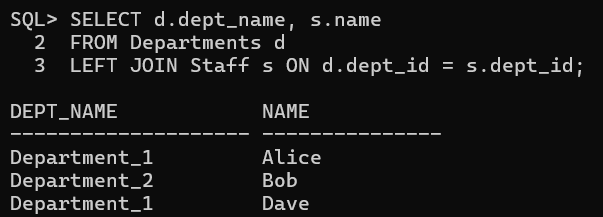 SQL> SELECT d.dept_name, s.name
  2  FROM Departments d
  3  LEFT JOIN Staff s ON d.dept_id = s.dept_id;

DEPT_NAME            NAME
-------------------- ---------------
Department_1         Alice
Department_2         Bob
Department_1         Dave